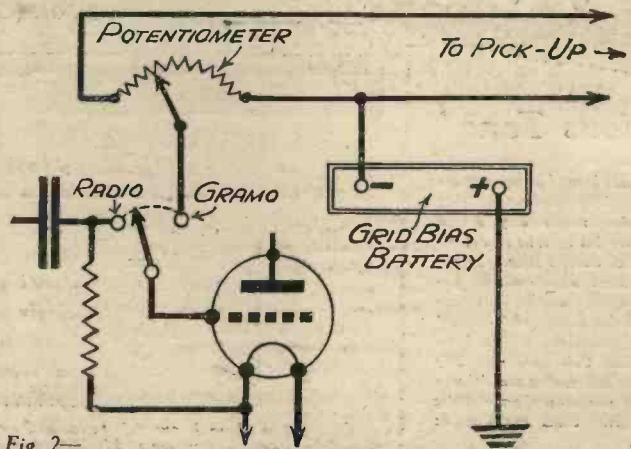 POTENTIOMETER
TO PICK-UP
RADIO
GRAMO
- +
GRID BIAS
BATTERY
Fig. 2—